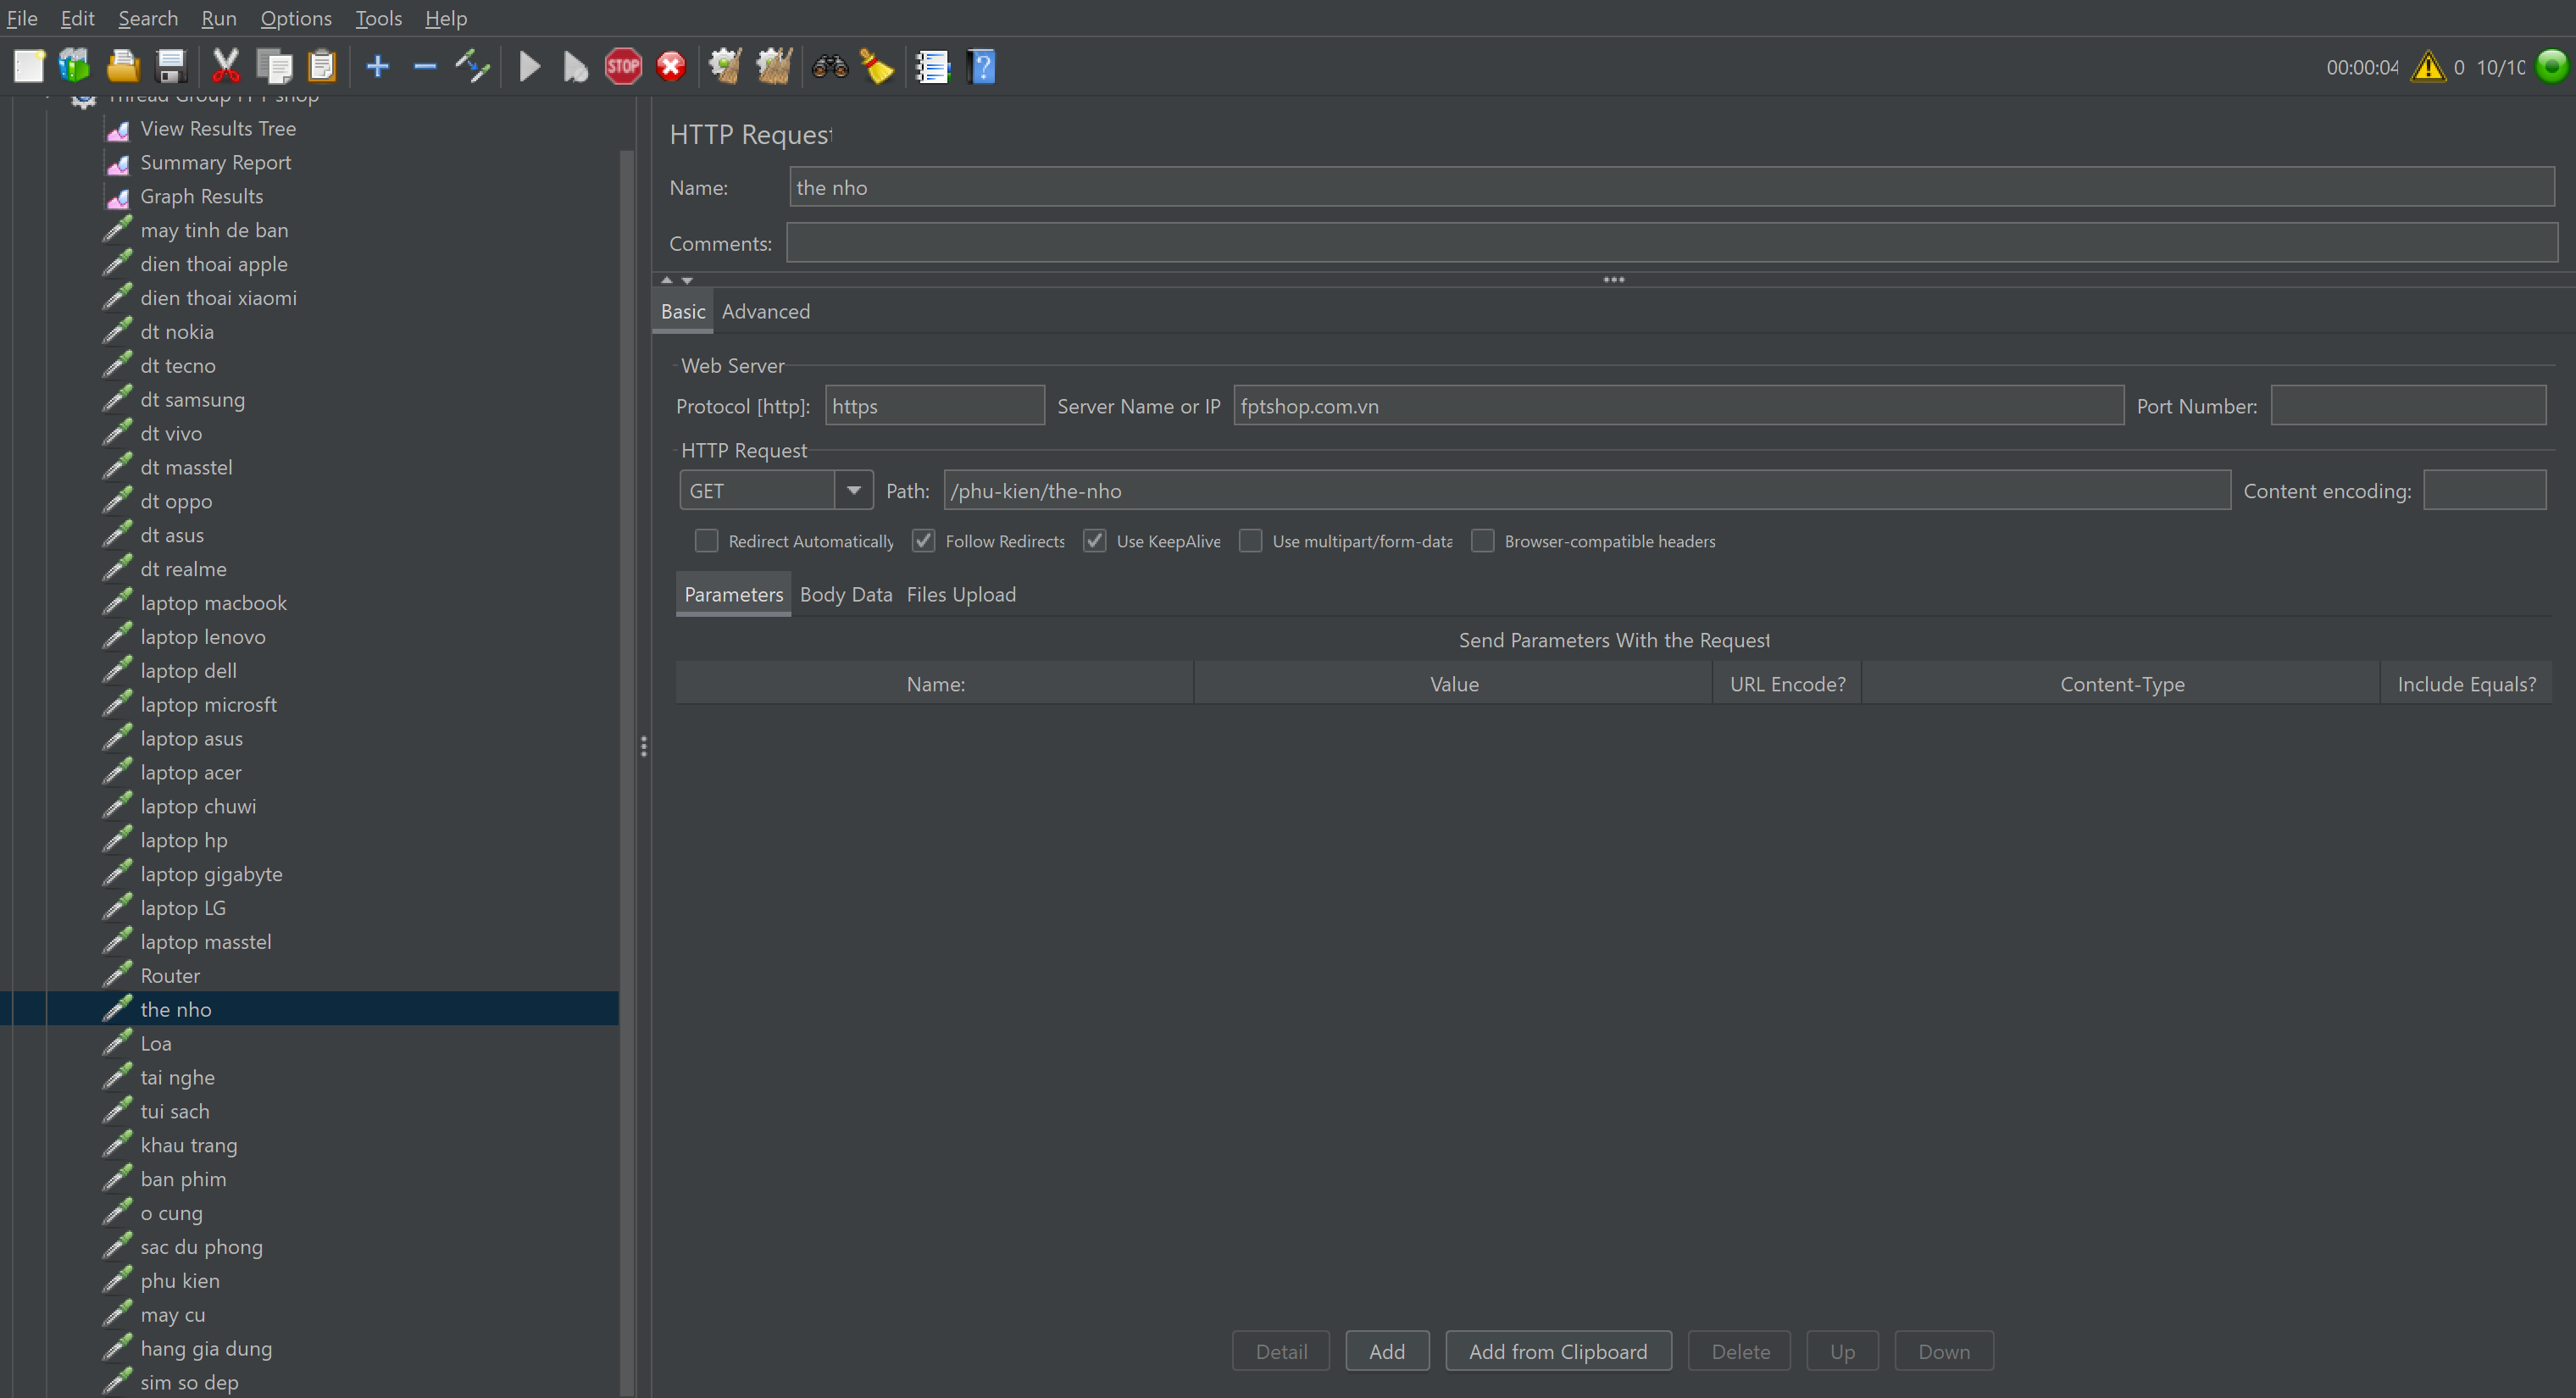 File Edit Search Run Options Tools Help
STOP
00:00:04 0 10/10
Thread Group FPT shop
View Results Tree
Summary Report
Graph Results
may tinh de ban
dien thoai apple
dien thoai xiaomi
dt nokia
dt tecno
dt samsung
dt vivo
dt masstel
dt oppo
dt asus
dt realme
laptop macbook
laptop lenovo
laptop dell
laptop microsft
laptop asus
laptop acer
laptop chuwi
laptop hp
laptop gigabyte
laptop LG
laptop masstel
Router
the nho
Loa
tai nghe
tui sach
khau trang
ban phim
o cung
sac du phong
phu kien
may cu
hang gia dung
sim so dep
HTTP Request
Name: the nho
Comments:
Basic Advanced
Web Server
Protocol [http]: https Server Name or IP fptshop.com.vn Port Number:
HTTP Request
GET Path: /phu-kien/the-nho Content encoding:
Redirect Automatically Follow Redirects Use KeepAlive Use multipart/form-data Browser-compatible headers
Parameters Body Data Files Upload
Send Parameters With the Request
Name: Value URL Encode? Content-Type Include Equals?
Detail Add Add from Clipboard Delete Up Down